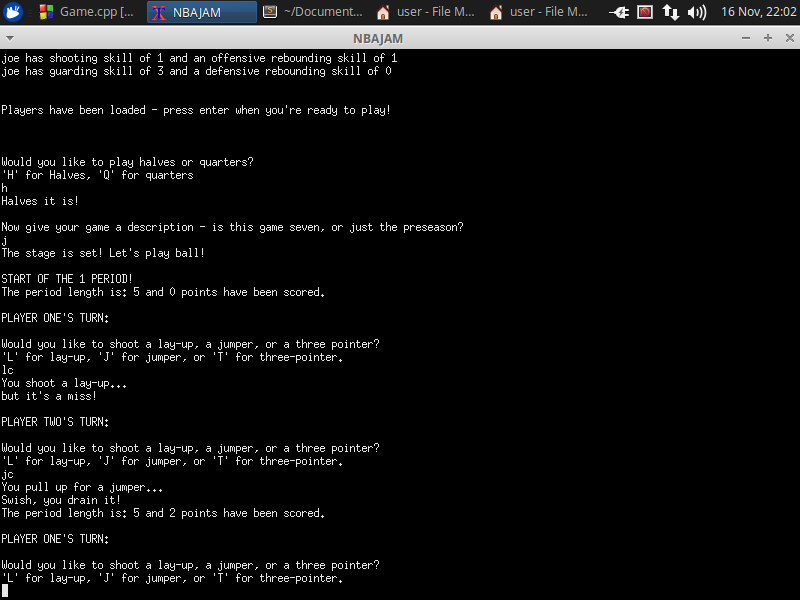 Game.cpp [...
NBAJAM
~/Document...
user - File M...
user - File M...
16 Nov, 22:02
NBAJAM
joe has shooting skill of 1 and an offensive rebounding skill of 1
joe has guarding skill of 3 and a defensive rebounding skill of 0
Players have been loaded - press enter when you're ready to play!
Would you like to play halves or quarters?
'H' for Halves, 'Q' for quarters
h
Halves it is!
Now give your game a description - is this game seven, or just the preseason?
j
The stage is set! Let's play ball!
START OF THE 1 PERIOD!
The period length is: 5 and 0 points have been scored.
PLAYER ONE'S TURN:
Would you like to shoot a lay-up, a jumper, or a three pointer?
'L' for lay-up, 'J' for jumper, or 'T' for three-pointer.
lc
You shoot a lay-up...
but it's a miss!
PLAYER TWO'S TURN:
Would you like to shoot a lay-up, a jumper, or a three pointer?
'L' for lay-up, 'J' for jumper, or 'T' for three-pointer.
jc
You pull up for a jumper...
Swish, you drain it!
The period length is: 5 and 2 points have been scored.
PLAYER ONE'S TURN:
Would you like to shoot a lay-up, a jumper, or a three pointer?
'L' for lay-up, 'J' for jumper, or 'T' for three-pointer.